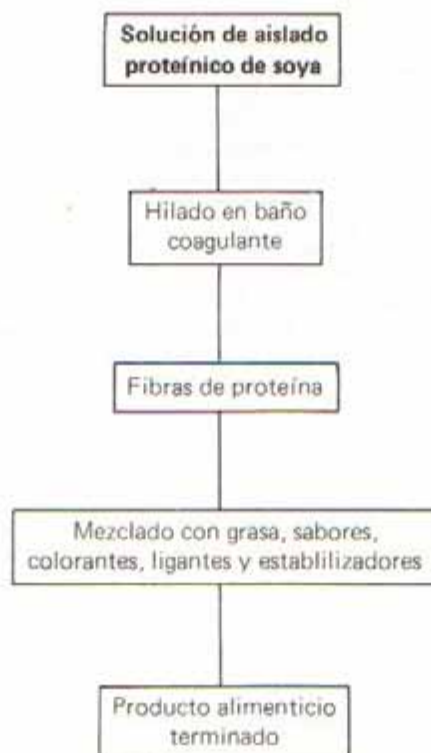 Solución de aislado
proteínico de soya
Hilado en baño
coagulante
Fibras de proteína
Mezclado con grasa, sabores,
colorantes, ligantes y establilizadores
Producto alimenticio
terminado